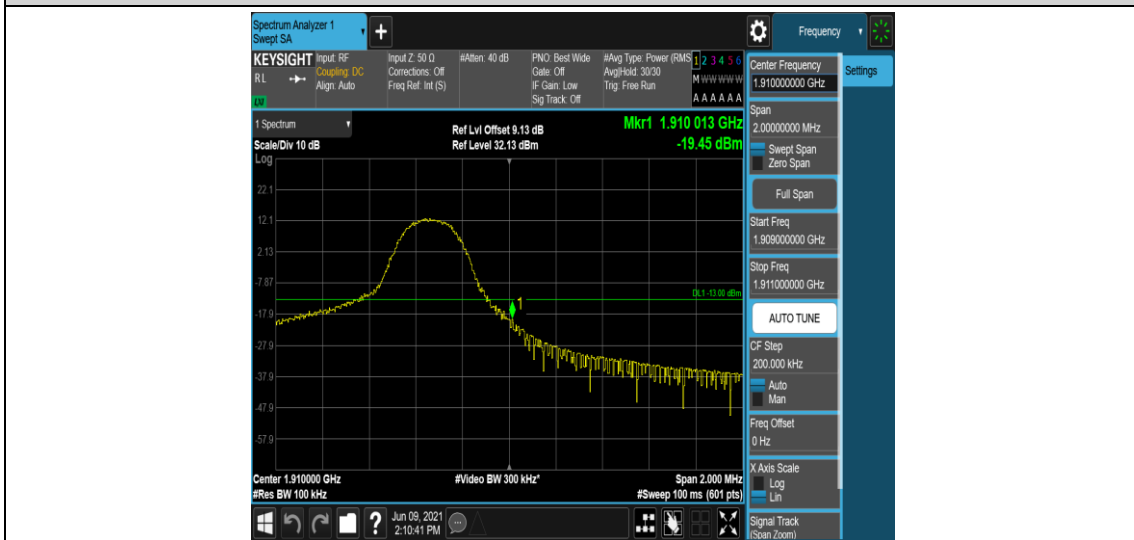 Spectrum Analyzer 1
Swept SA
+
Frequency
KEYSIGHT
RL
LXI
Input: RF
Coupling: DC
Align: Auto
Input Z: 50 Ω
Corrections: Off
Freq Ref: Int (S)
#Atten: 40 dB
PNO: Best Wide
Gate: Off
IF Gain: Low
Sig Track: Off
#Avg Type: Power (RMS
Avg|Hold: 30/30
Trig: Free Run
1 2 3 4 5 6
M W W W W W
A A A A A A
Center Frequency
1.910000000 GHz
Settings
Span
2.00000000 MHz
Swept Span
Zero Span
Full Span
Start Freq
1.909000000 GHz
Stop Freq
1.911000000 GHz
AUTO TUNE
CF Step
200.000 kHz
Auto
Man
Freq Offset
0 Hz
X Axis Scale
Log
Lin
Signal Track
(Span Zoom)
1 Spectrum
Scale/Div 10 dB
Ref Lvl Offset 9.13 dB
Ref Level 32.13 dBm
Mkr1 1.910 013 GHz
-19.45 dBm
Log
22.1
12.1
2.13
-7.87
-17.9
-27.9
-37.9
-47.9
-57.9
DL1 -13.00 dBm
1
Center 1.910000 GHz
#Res BW 100 kHz
#Video BW 300 kHz*
Span 2.000 MHz
#Sweep 100 ms (601 pts)
?
Jun 09, 2021
2:10:41 PM